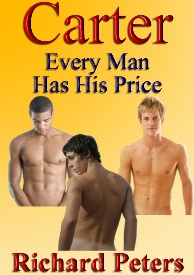 Carter
Every Man
Has His Price
Richard Peters